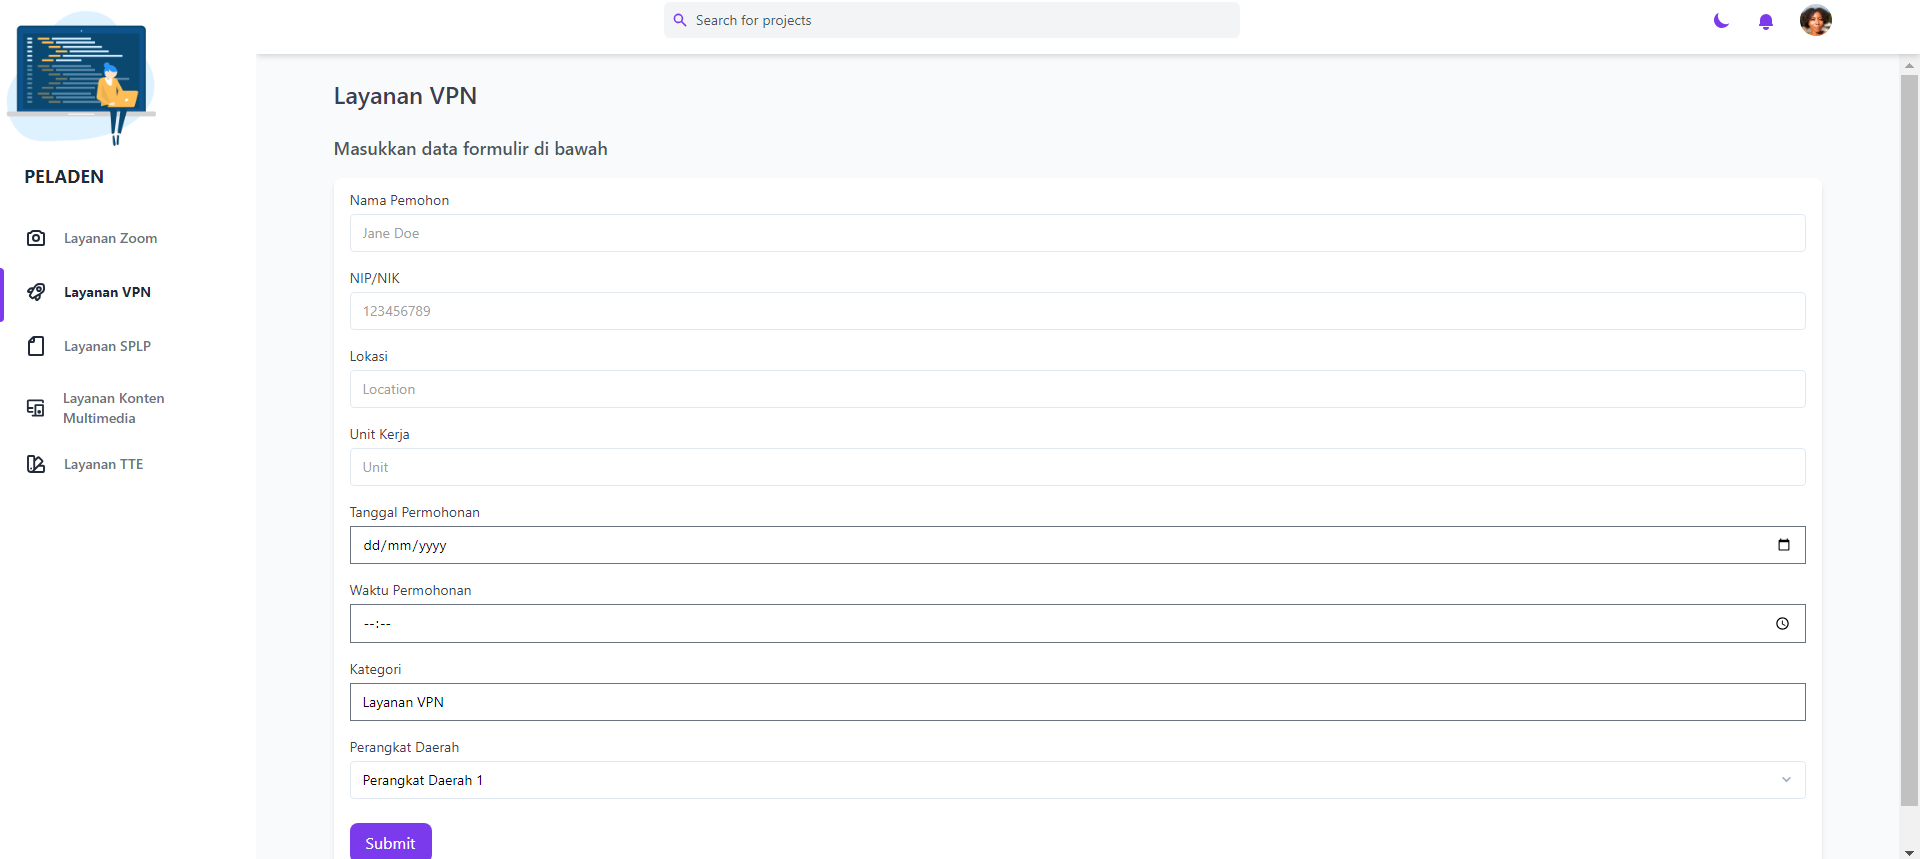 Search for projects
PELADEN
Layanan Zoom
Layanan VPN
Layanan SPLP
Layanan Konten
Multimedia
Layanan TTE
Layanan VPN
Masukkan data formulir di bawah
Nama Pemohon
Jane Doe
NIP/NIK
123456789
Lokasi
Location
Unit Kerja
Unit
Tanggal Permohonan
dd/mm/yyyy
Waktu Permohonan
--:--
Kategori
Layanan VPN
Perangkat Daerah
Perangkat Daerah 1
Submit